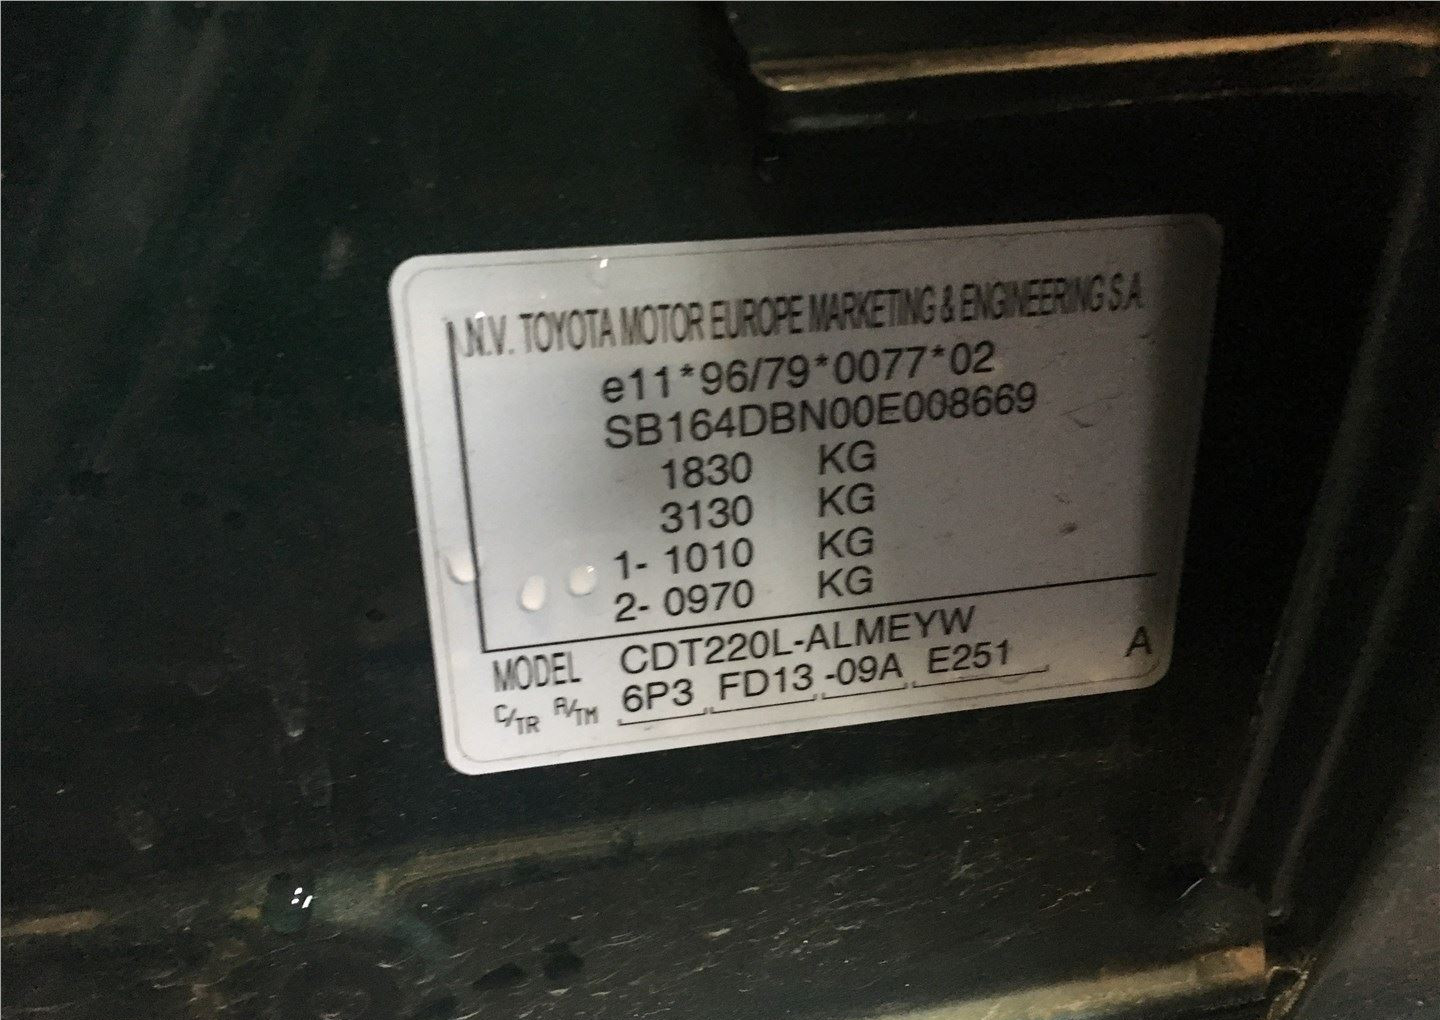 N.V. TOYOTA MOTOR EUROPE MARKETING & ENGINEERING S.A.
e11*96/79*0077*02
SB164DBN00E008669
1830 KG
3130 KG
1- 1010 KG
2- 0970 KG
MODEL CDT220L-ALMEYW
C/TR A/TM 6P3 FD13 -09A E251 A